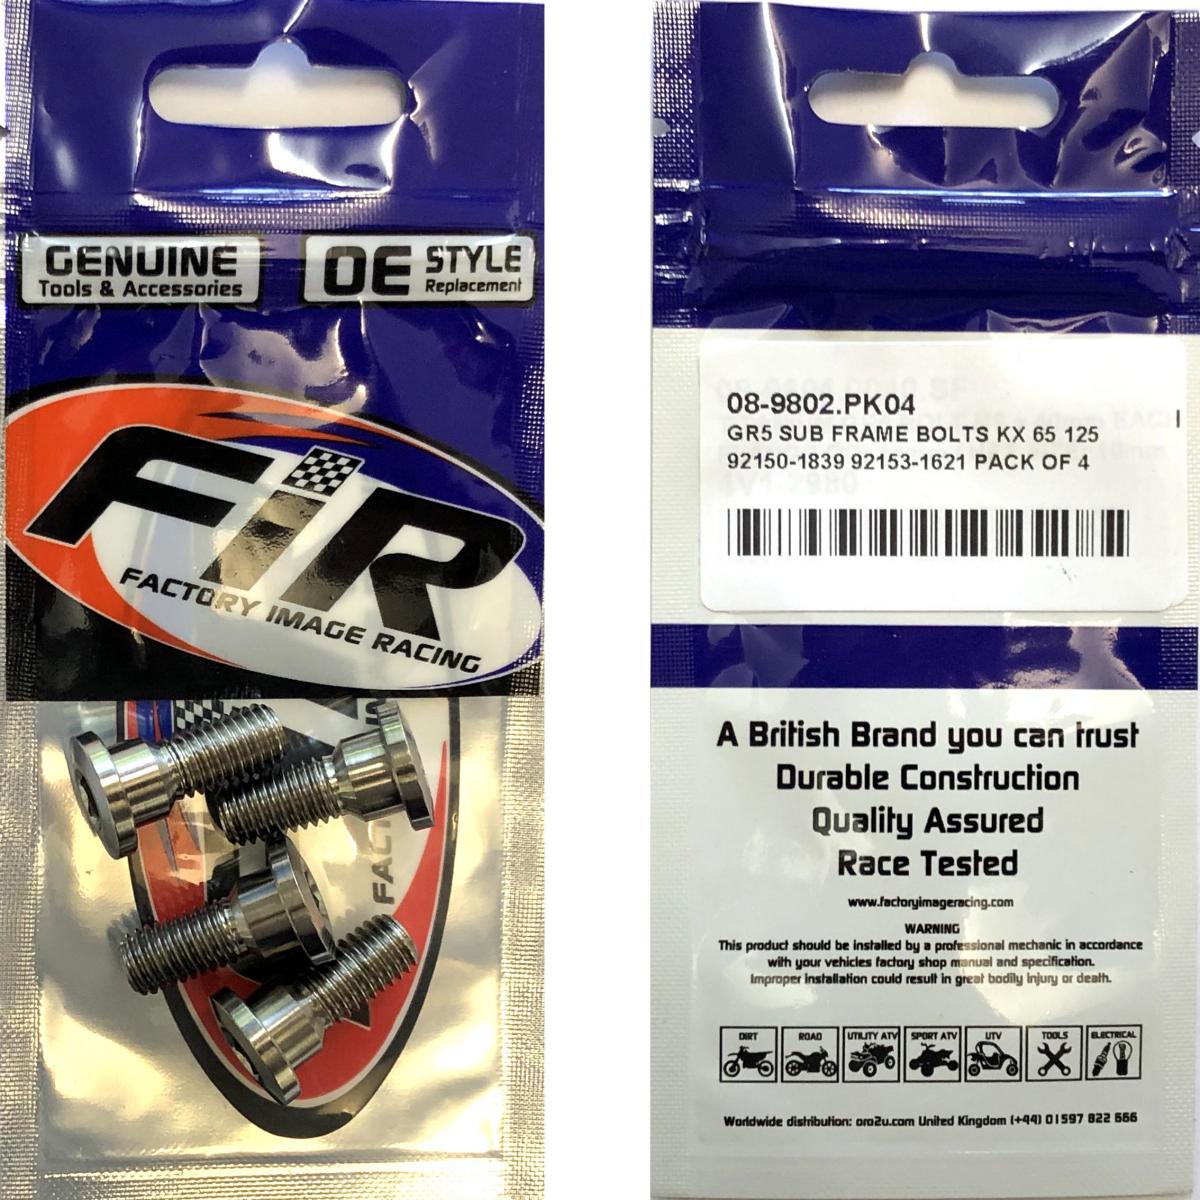 GENUINE
Tools & Accessories
OE STYLE
Replacement
FiR
FACTORY IMAGE RACING
08-9802.PK04
GR5 SUB FRAME BOLTS KX 65 125
92150-1839 92153-1621 PACK OF 4
A British Brand you can trust
Durable Construction
Quality Assured
Race Tested
www.factoryimageracing.com
WARNING
This product should be installed by a professional mechanic in accordance
with your vehicles factory shop manual and specification.
Improper installation could result in great bodily injury or death.
DIRT ROAD UTILITY ATV SPORT ATV UTV TOOLS ELECTRICAL
Worldwide distribution: oro2u.com United Kingdom (+44) 01597 822 666